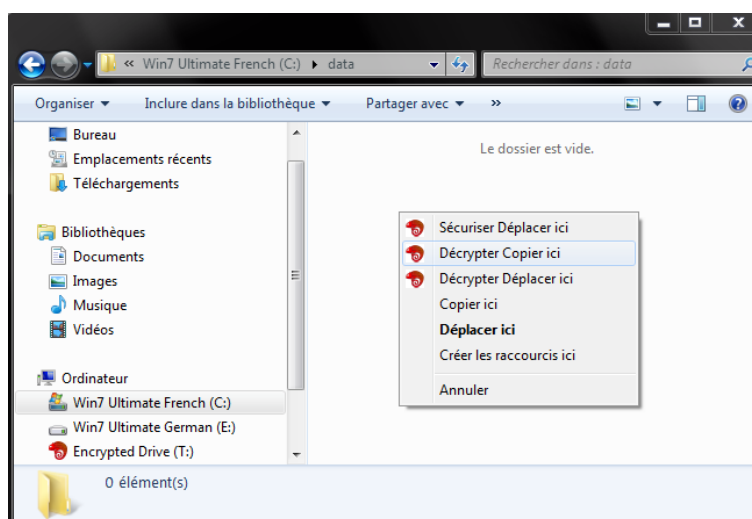 « Win7 Ultimate French (C:) ▸ data
Rechercher dans : data
Organiser ▼ Inclure dans la bibliothèque ▼ Partager avec ▼ »
Bureau
Emplacements récents
Téléchargements
Bibliothèques
Documents
Images
Musique
Vidéos
Ordinateur
Win7 Ultimate French (C:)
Win7 Ultimate German (E:)
Encrypted Drive (T:)
Le dossier est vide.
Sécuriser Déplacer ici
Décrypter Copier ici
Décrypter Déplacer ici
Copier ici
Déplacer ici
Créer les raccourcis ici
Annuler
0 élément(s)